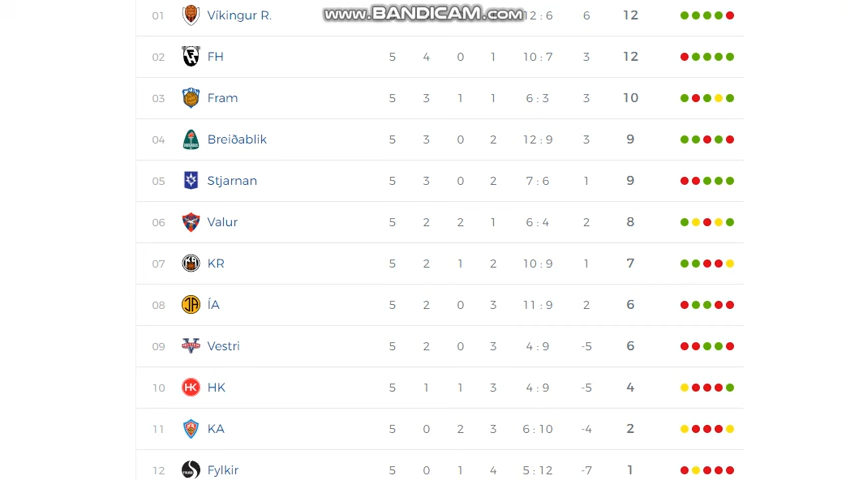 www.BANDICAM.com
01 Víkingur R. 12 : 6 6 12
02 FH 5 4 0 1 10 : 7 3 12
03 Fram 5 3 1 1 6 : 3 3 10
04 Breiðablik 5 3 0 2 12 : 9 3 9
05 Stjarnan 5 3 0 2 7 : 6 1 9
06 Valur 5 2 2 1 6 : 4 2 8
07 KR 5 2 1 2 10 : 9 1 7
08 ÍA 5 2 0 3 11 : 9 2 6
09 Vestri 5 2 0 3 4 : 9 -5 6
10 HK 5 1 1 3 4 : 9 -5 4
11 KA 5 0 2 3 6 : 10 -4 2
12 Fylkir 5 0 1 4 5 : 12 -7 1